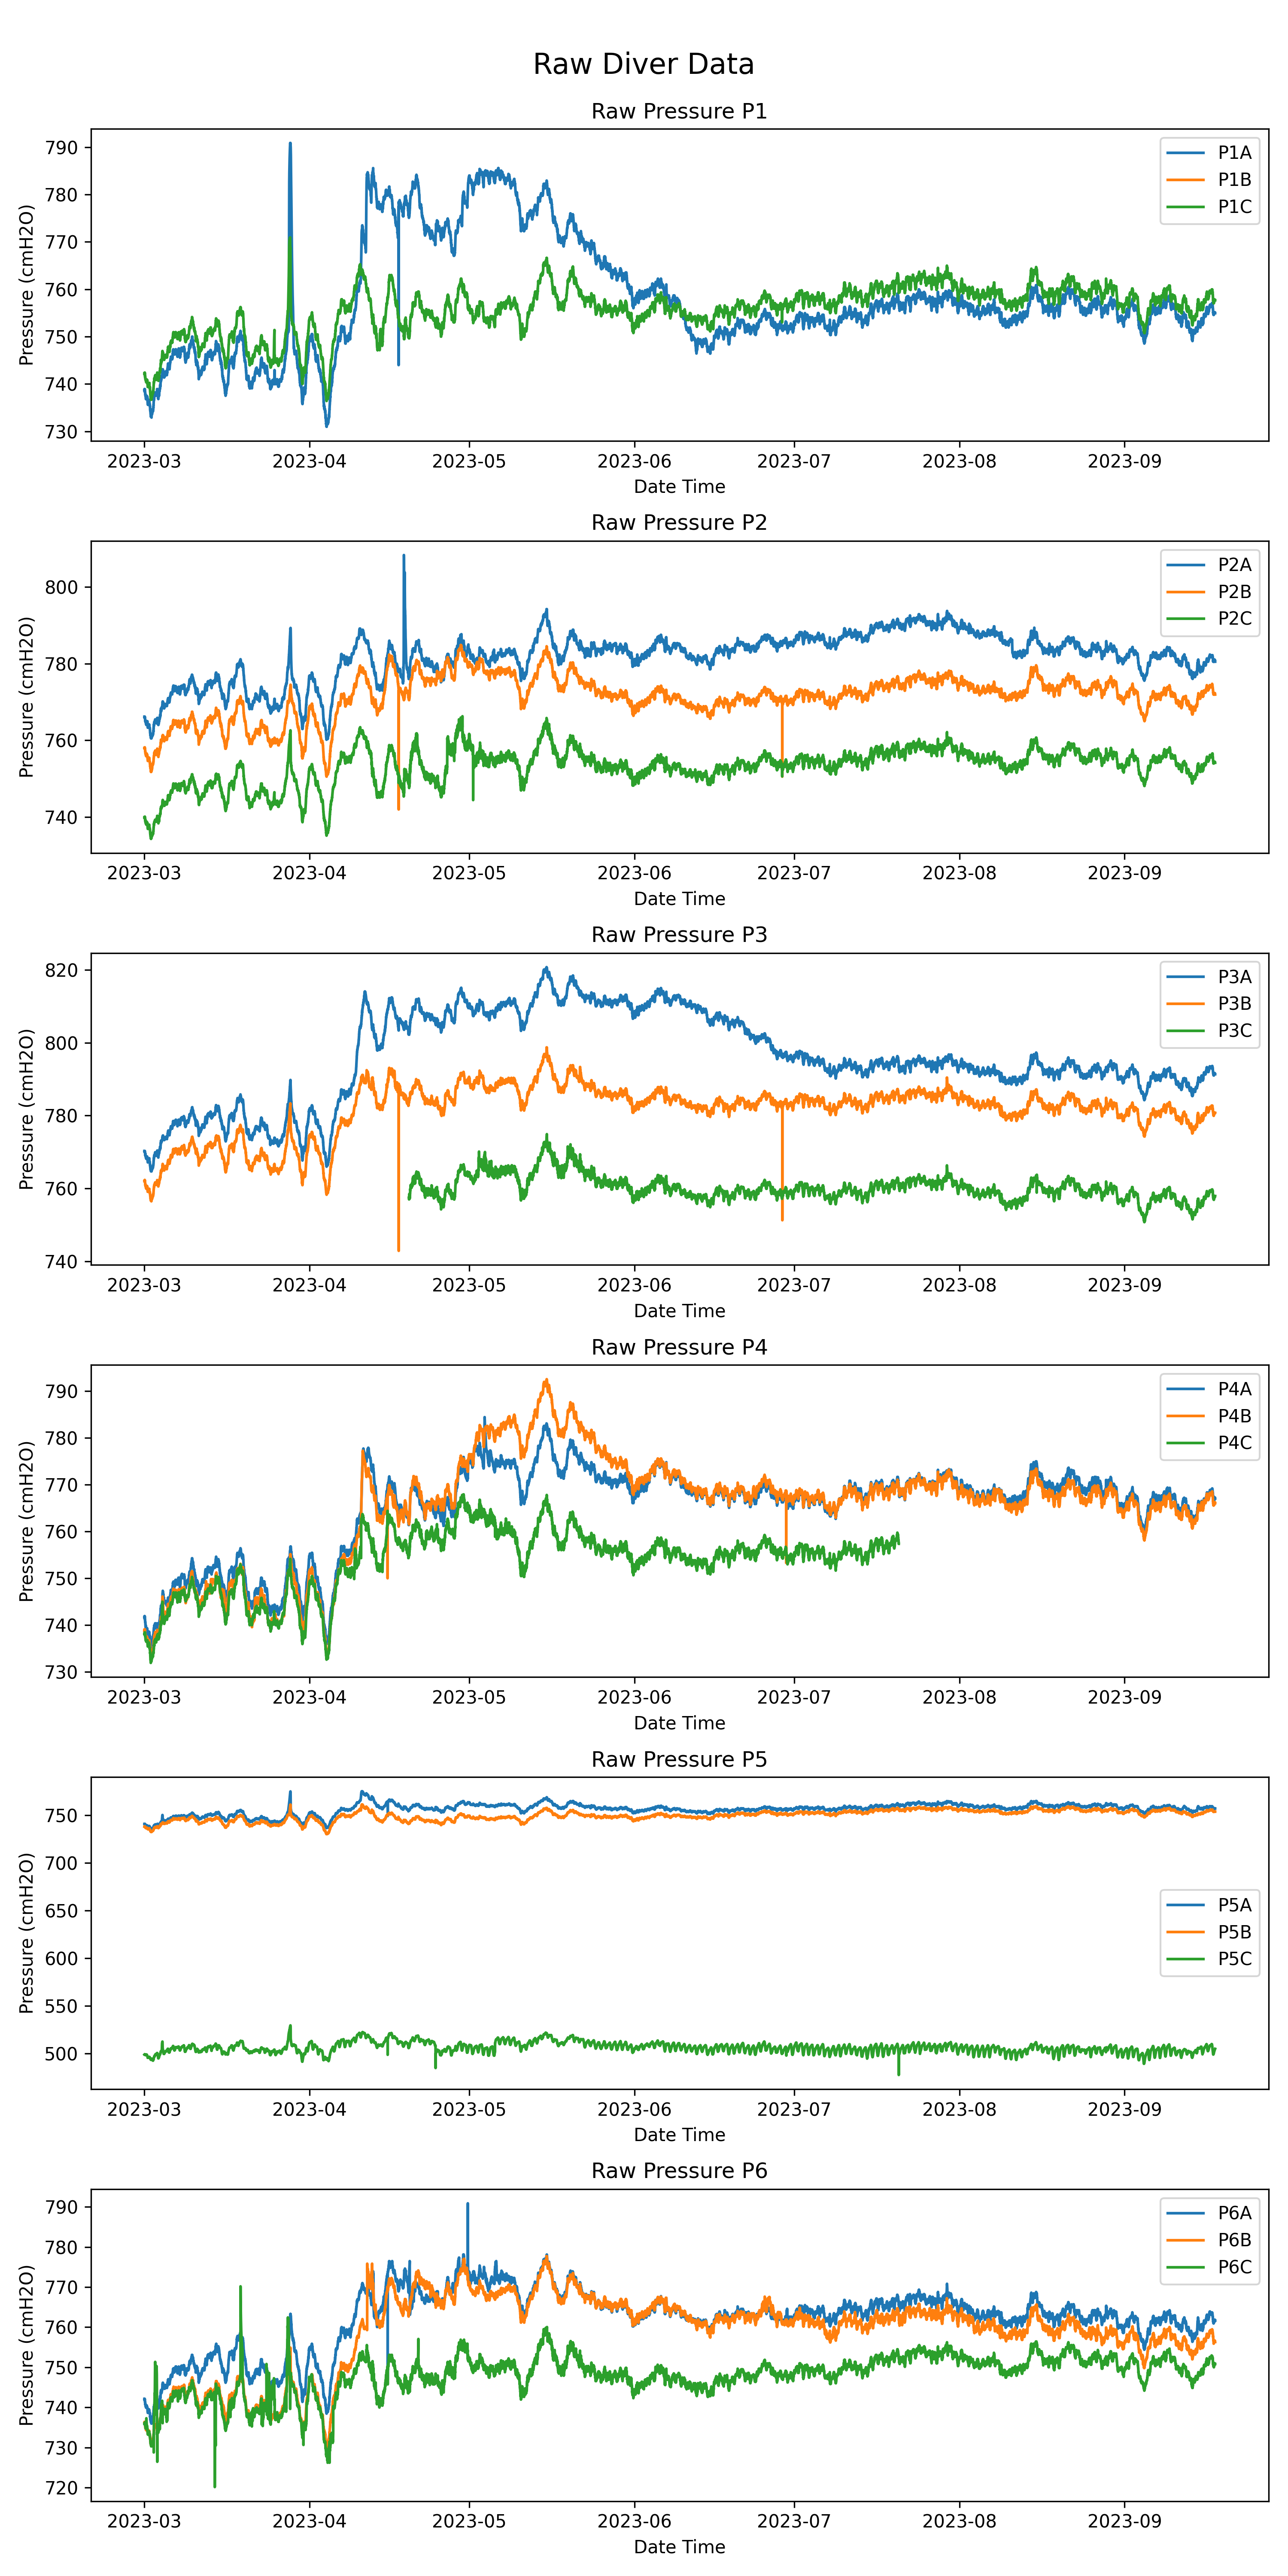 Raw Diver Data
Raw Pressure P1
Pressure (cmH2O)
790
780
770
760
750
740
730
P1A
P1B
P1C
2023-03 2023-04 2023-05 2023-06 2023-07 2023-08 2023-09
Date Time
Raw Pressure P2
Pressure (cmH2O)
800
780
760
740
P2A
P2B
P2C
2023-03 2023-04 2023-05 2023-06 2023-07 2023-08 2023-09
Date Time
Raw Pressure P3
Pressure (cmH2O)
820
800
780
760
740
P3A
P3B
P3C
2023-03 2023-04 2023-05 2023-06 2023-07 2023-08 2023-09
Date Time
Raw Pressure P4
Pressure (cmH2O)
790
780
770
760
750
740
730
P4A
P4B
P4C
2023-03 2023-04 2023-05 2023-06 2023-07 2023-08 2023-09
Date Time
Raw Pressure P5
Pressure (cmH2O)
750
700
650
600
550
500
P5A
P5B
P5C
2023-03 2023-04 2023-05 2023-06 2023-07 2023-08 2023-09
Date Time
Raw Pressure P6
Pressure (cmH2O)
790
780
770
760
750
740
730
720
P6A
P6B
P6C
2023-03 2023-04 2023-05 2023-06 2023-07 2023-08 2023-09
Date Time